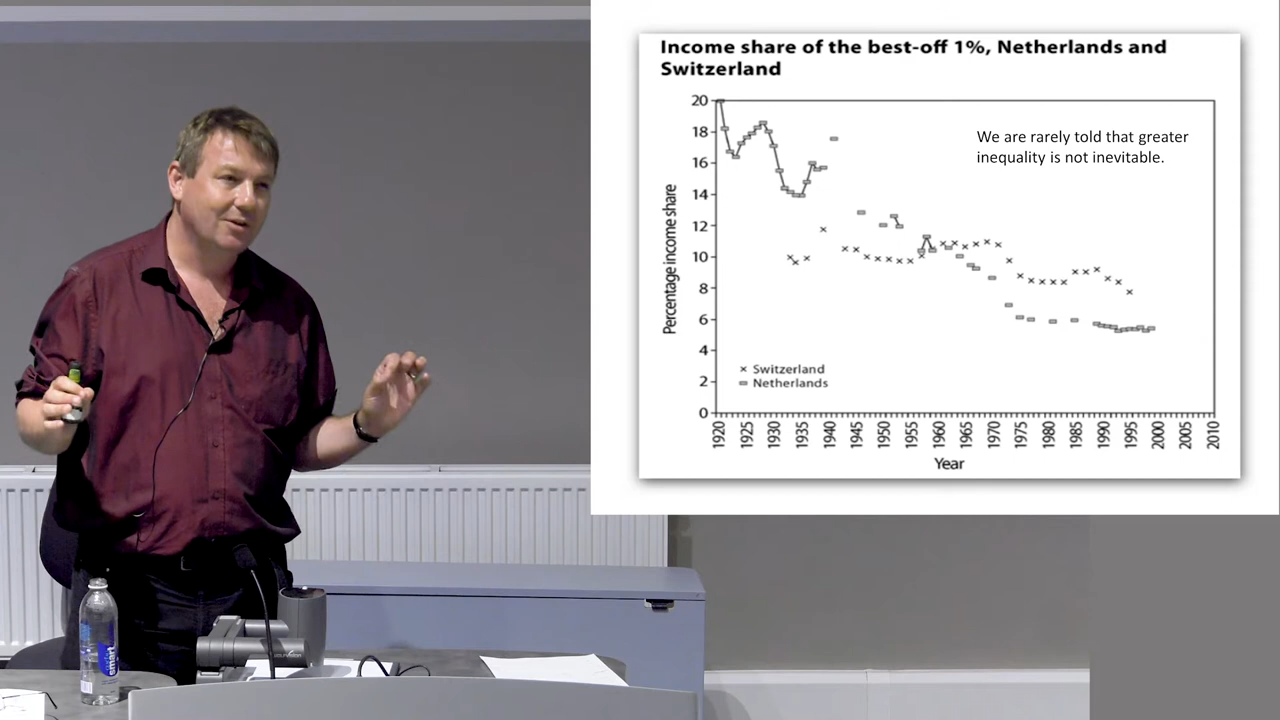 Income share of the best-off 1%, Netherlands and
Switzerland
We are rarely told that greater
inequality is not inevitable.
Percentage income share
20
18
16
14
12
10
8
6
4
2
0
× Switzerland
Netherlands
1920 1925 1930 1935 1940 1945 1950 1955 1960 1965 1970 1975 1980 1985 1990 1995 2000 2005 2010
Year
smart